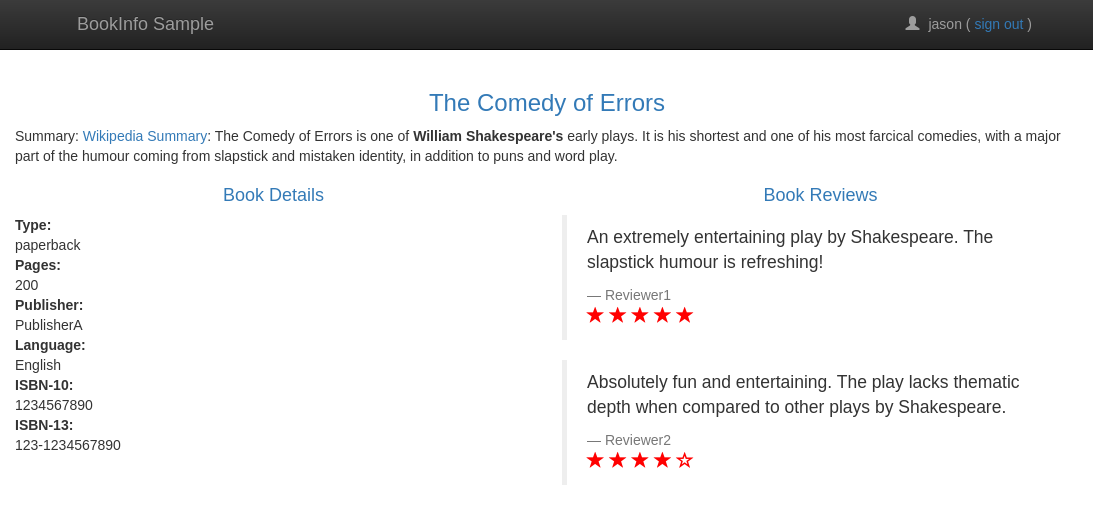 BookInfo Sample
jason ( sign out )
The Comedy of Errors
Summary: Wikipedia Summary: The Comedy of Errors is one of William Shakespeare's early plays. It is his shortest and one of his most farcical comedies, with a major
part of the humour coming from slapstick and mistaken identity, in addition to puns and word play.
Book Details
Type:
paperback
Pages:
200
Publisher:
PublisherA
Language:
English
ISBN-10:
1234567890
ISBN-13:
123-1234567890
Book Reviews
An extremely entertaining play by Shakespeare. The
slapstick humour is refreshing!
— Reviewer1
Absolutely fun and entertaining. The play lacks thematic
depth when compared to other plays by Shakespeare.
— Reviewer2